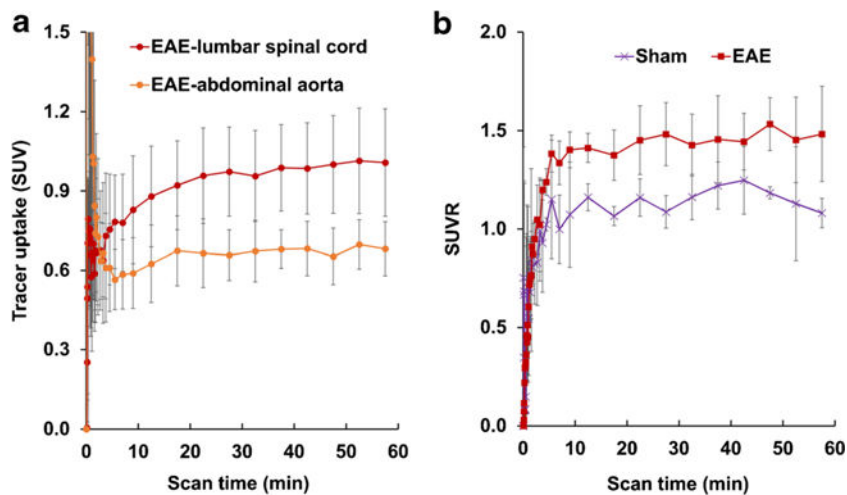 a
EAE-lumbar spinal cord
EAE-abdominal aorta
Tracer uptake (SUV)
1.5
1.2
0.9
0.6
0.3
0.0
0 10 20 30 40 50 60
Scan time (min)
b
Sham EAE
SUVR
2.0
1.5
1.0
0.5
0.0
0 10 20 30 40 50 60
Scan time (min)